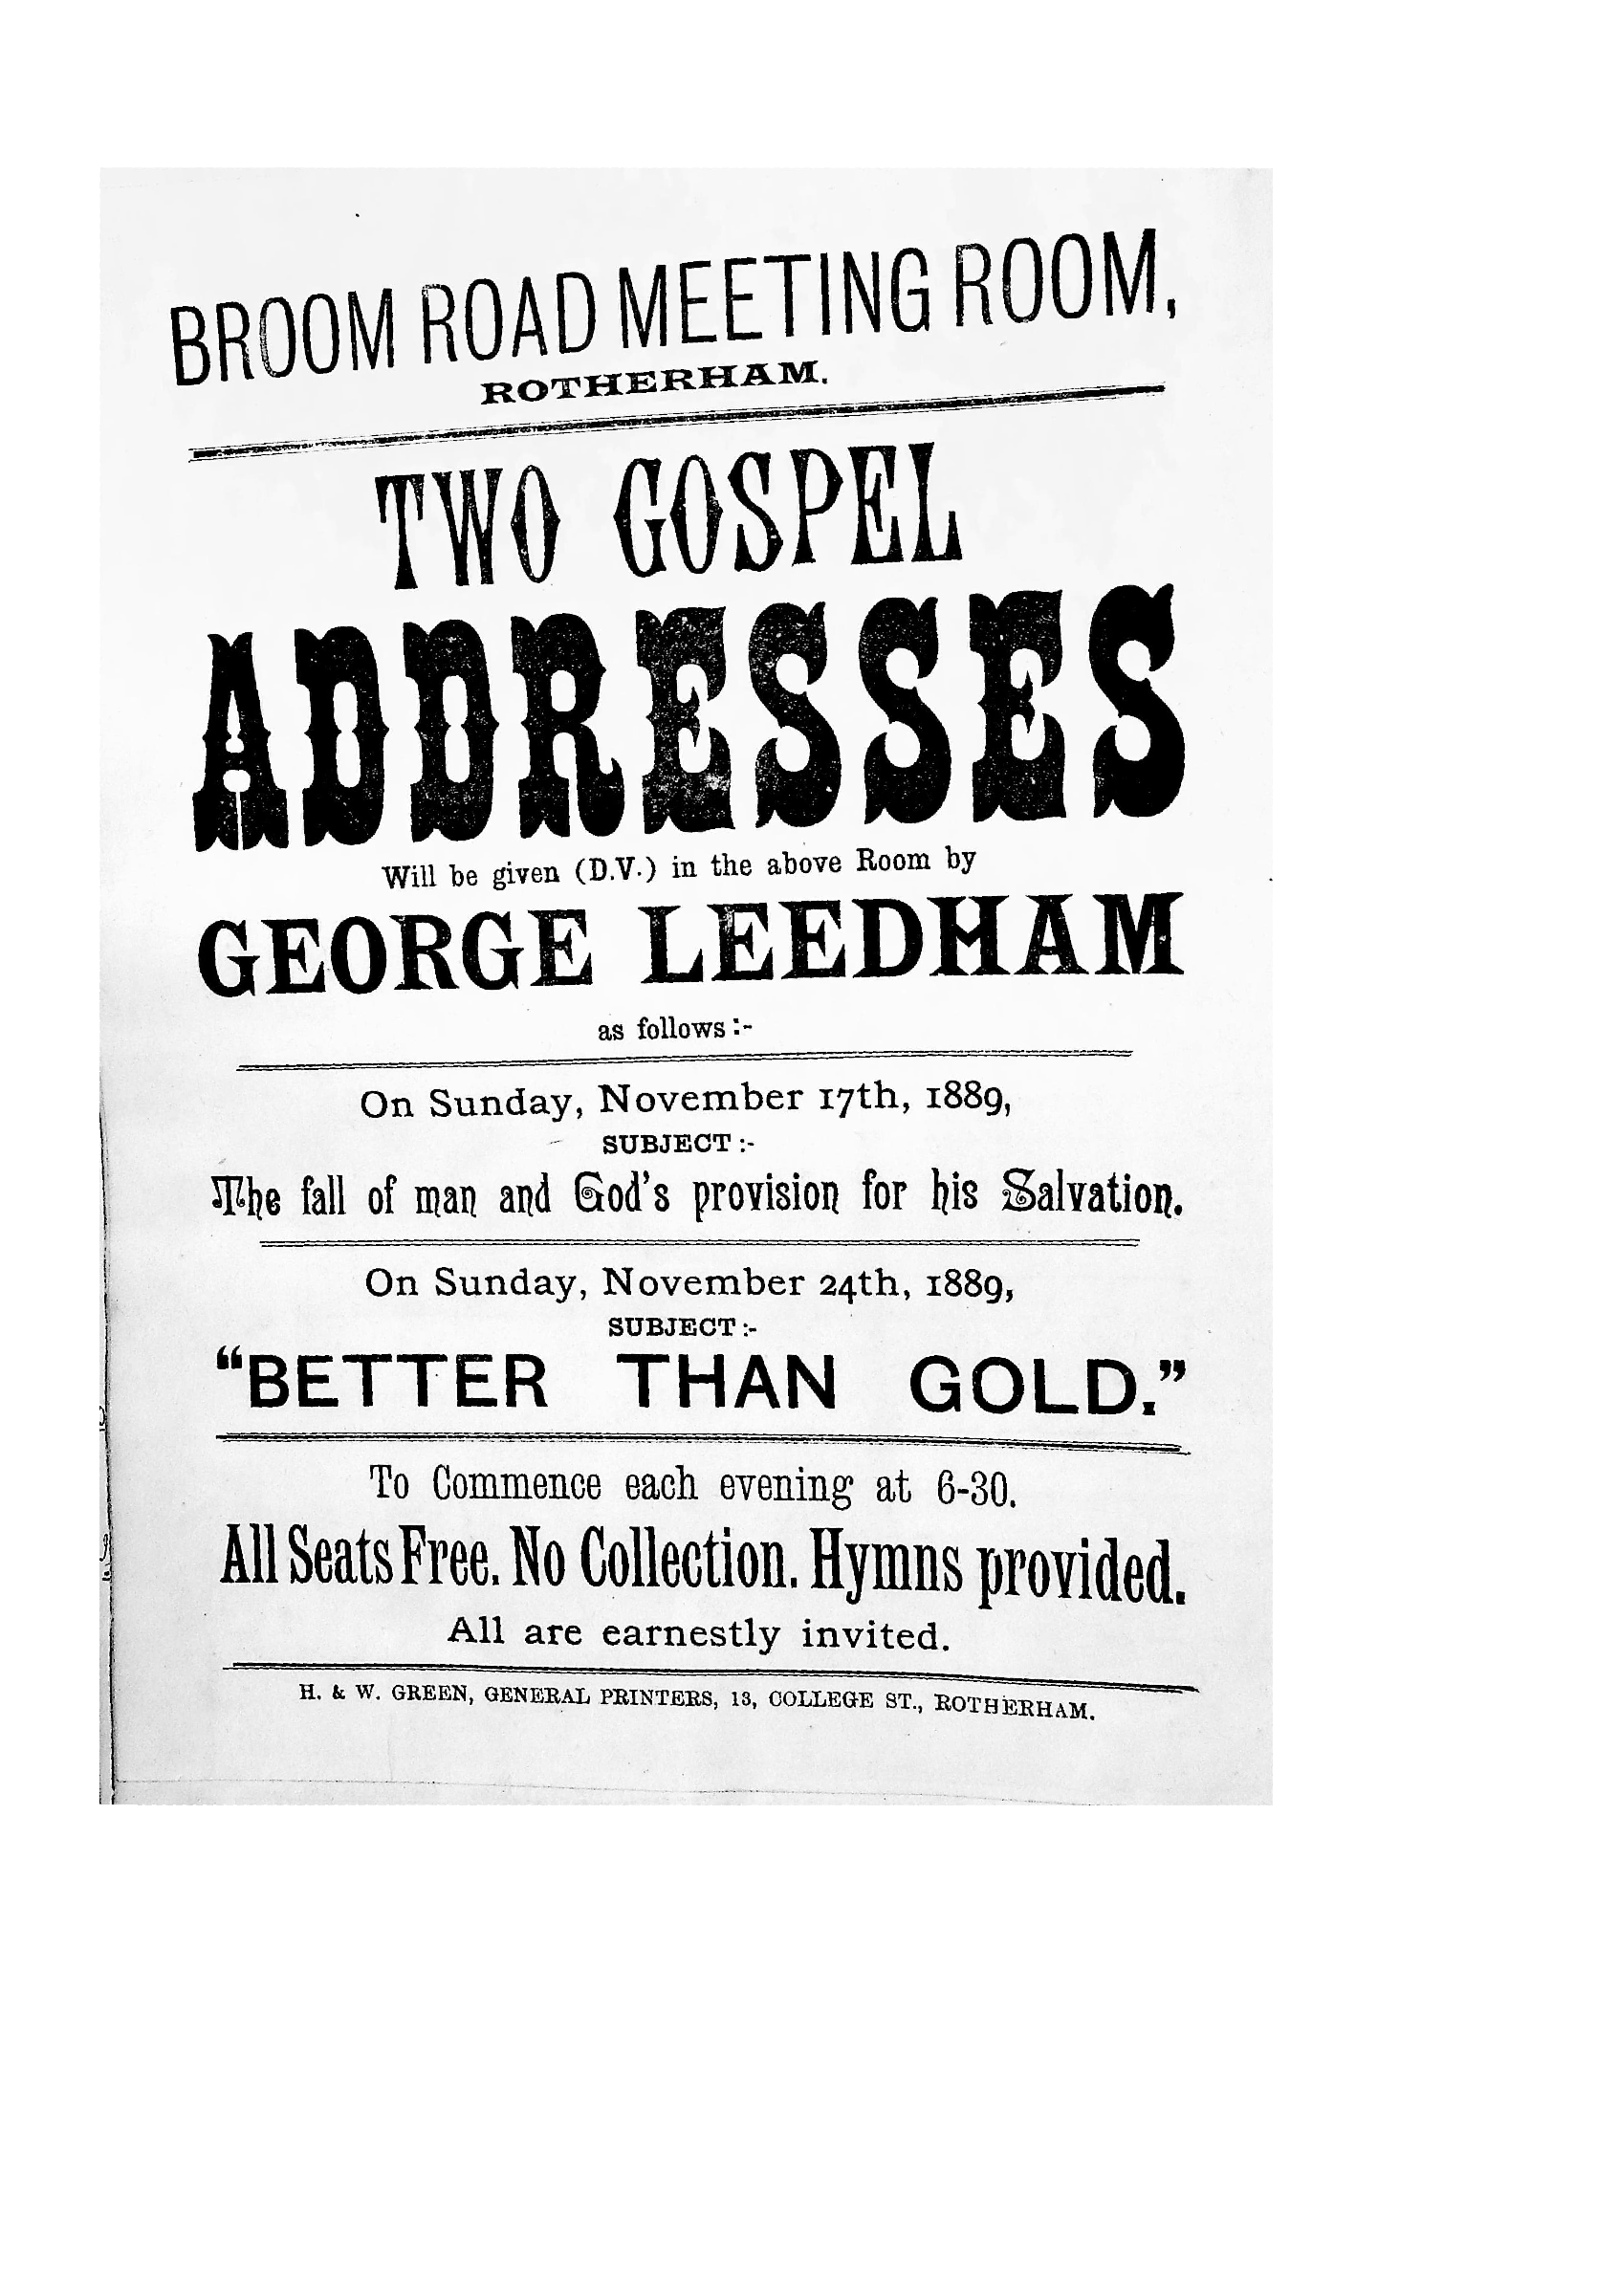 BROOM ROAD MEETING ROOM,
ROTHERHAM.
TWO GOSPEL
ADDRESSES
Will be given (D.V.) in the above Room by
GEORGE LEEDHAM
as follows:-
On Sunday, November 17th, 1889,
SUBJECT:-
The fall of man and God's provision for his Salvation.
On Sunday, November 24th, 1889,
SUBJECT:-
“BETTER THAN GOLD.”
To Commence each evening at 6-30.
All Seats Free. No Collection. Hymns provided.
All are earnestly invited.
H. & W. GREEN, GENERAL PRINTERS, 13, COLLEGE ST., ROTHERHAM.